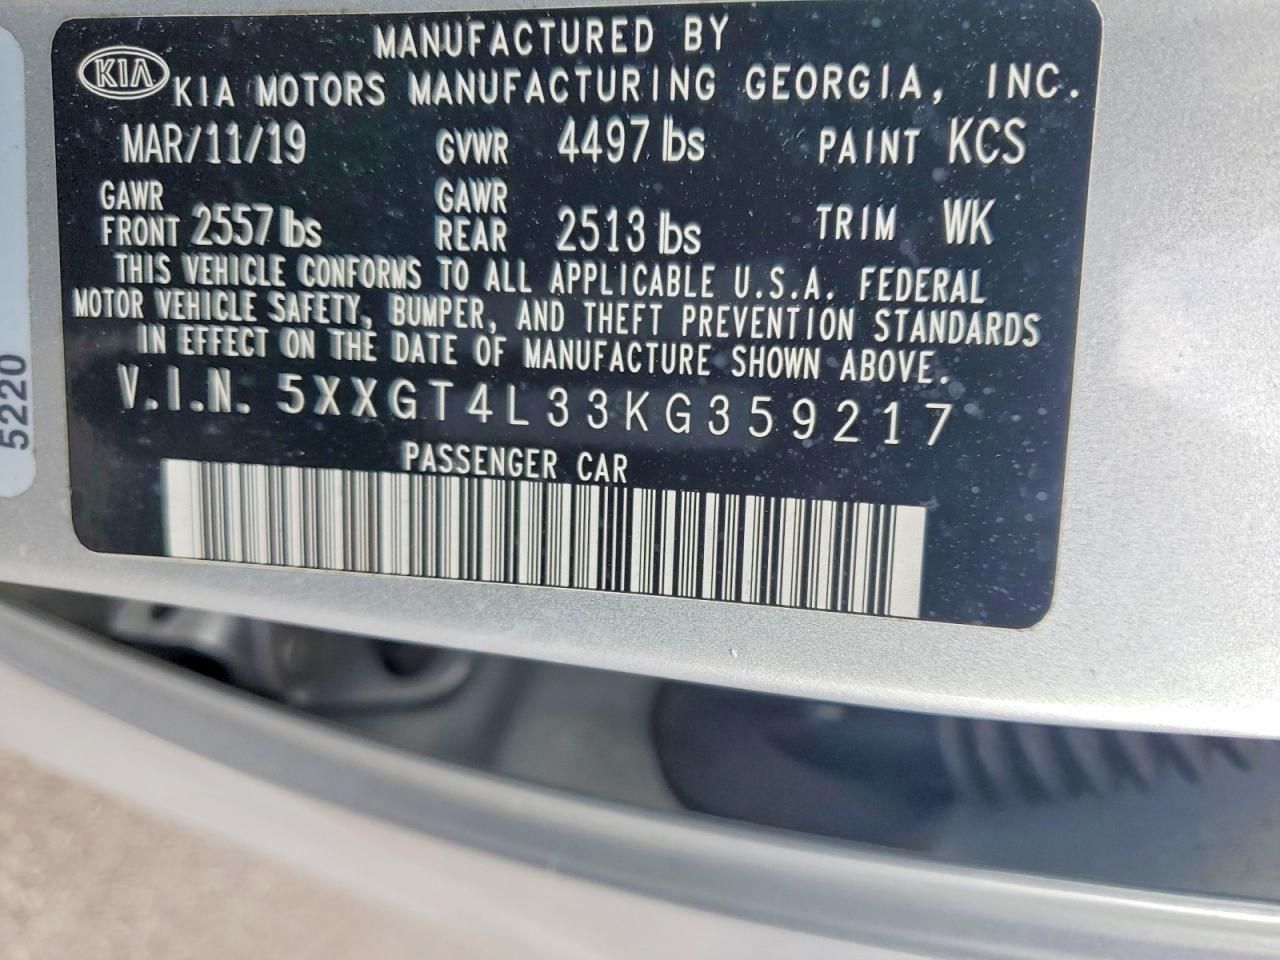 MANUFACTURED BY
KIA KIA MOTORS MANUFACTURING GEORGIA, INC.
MAR/11/19 GVWR 4497 lbs PAINT KCS
GAWR FRONT 2557 lbs GAWR REAR 2513 lbs TRIM WK
THIS VEHICLE CONFORMS TO ALL APPLICABLE U.S.A. FEDERAL
MOTOR VEHICLE SAFETY, BUMPER, AND THEFT PREVENTION STANDARDS
IN EFFECT ON THE DATE OF MANUFACTURE SHOWN ABOVE.
V.I.N. 5XXGT4L33KG359217
PASSENGER CAR
5220